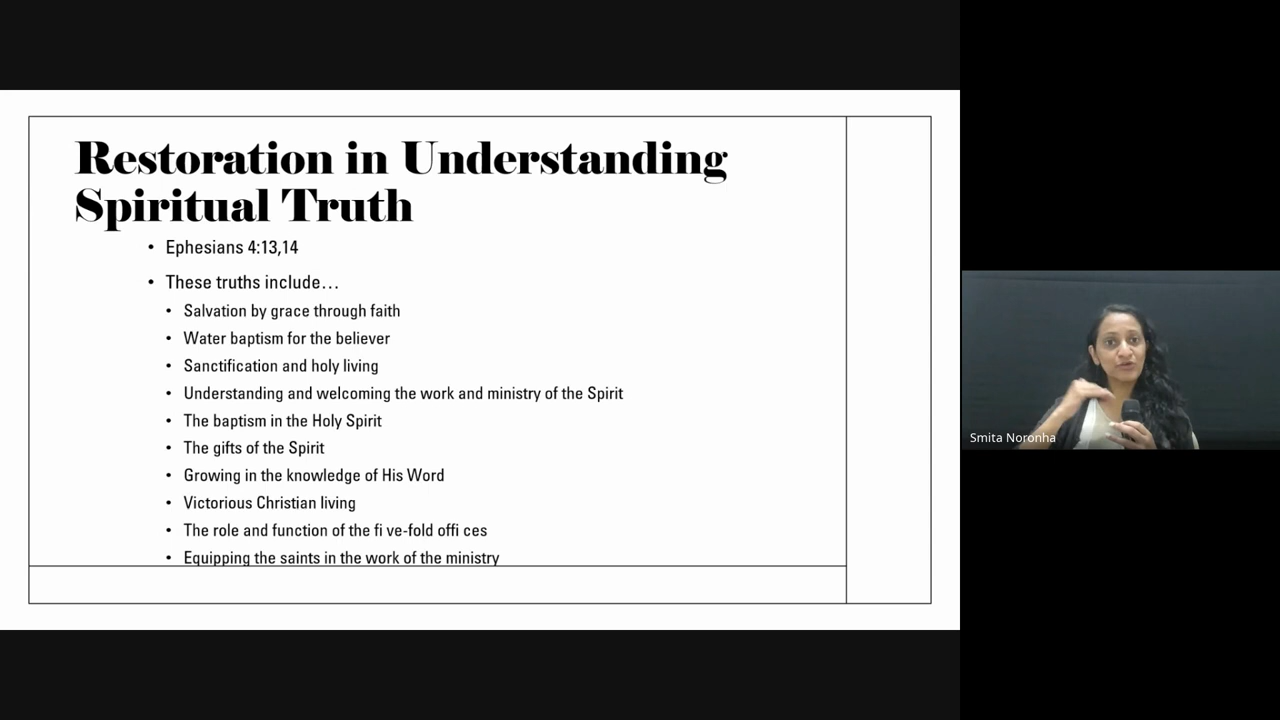 Restoration in Understanding
Spiritual Truth
• Ephesians 4:13,14
• These truths include…
• Salvation by grace through faith
• Water baptism for the believer
• Sanctification and holy living
• Understanding and welcoming the work and ministry of the Spirit
• The baptism in the Holy Spirit
• The gifts of the Spirit
• Growing in the knowledge of His Word
• Victorious Christian living
• The role and function of the fi ve-fold offi ces
• Equipping the saints in the work of the ministry
Smita Noronha